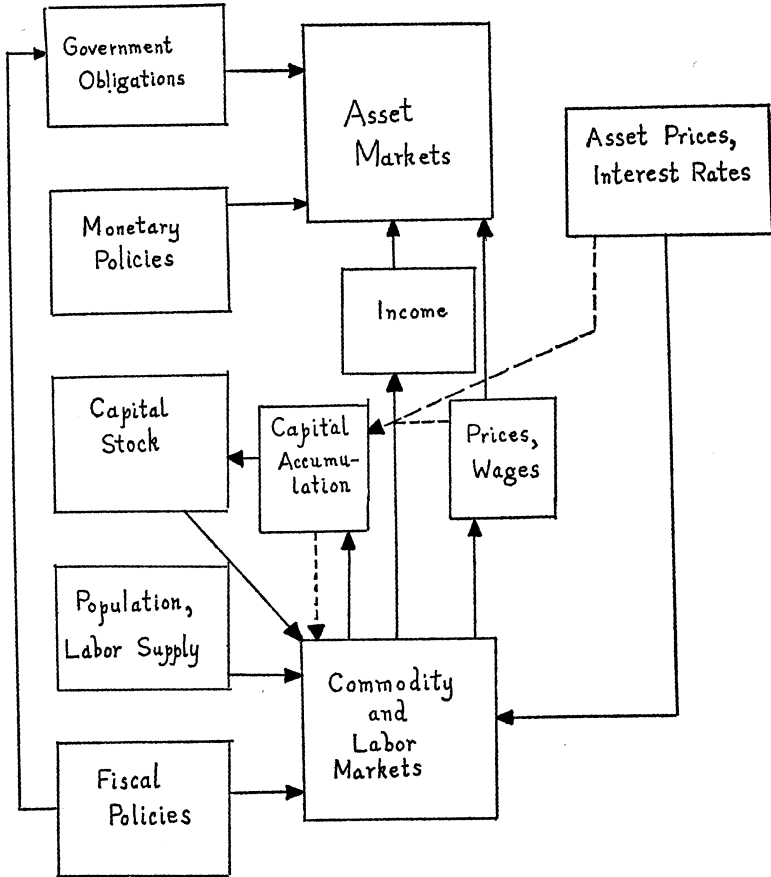 Government
Obligations
Asset
Markets
Asset Prices,
Interest Rates
Monetary
Policies
Income
Capital
Stock
Capital
Accumu-
lation
Prices,
Wages
Population,
Labor Supply
Commodity
and
Labor
Markets
Fiscal
Policies